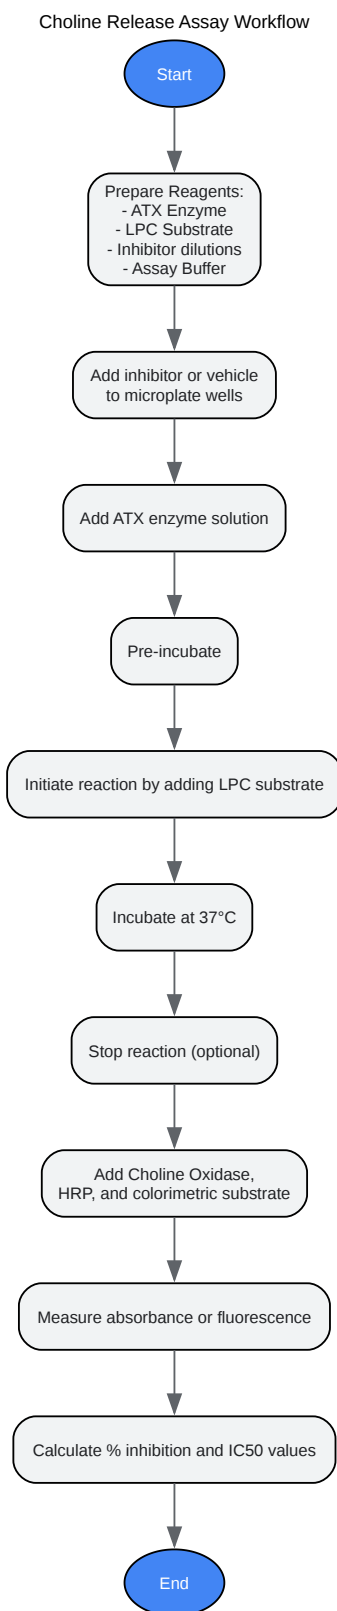 Choline Release Assay Workflow
Start
Prepare Reagents:
- ATX Enzyme
- LPC Substrate
- Inhibitor dilutions
- Assay Buffer
Add inhibitor or vehicle
to microplate wells
Add ATX enzyme solution
Pre-incubate
Initiate reaction by adding LPC substrate
Incubate at 37°C
Stop reaction (optional)
Add Choline Oxidase,
HRP, and colorimetric substrate
Measure absorbance or fluorescence
Calculate % inhibition and IC50 values
End